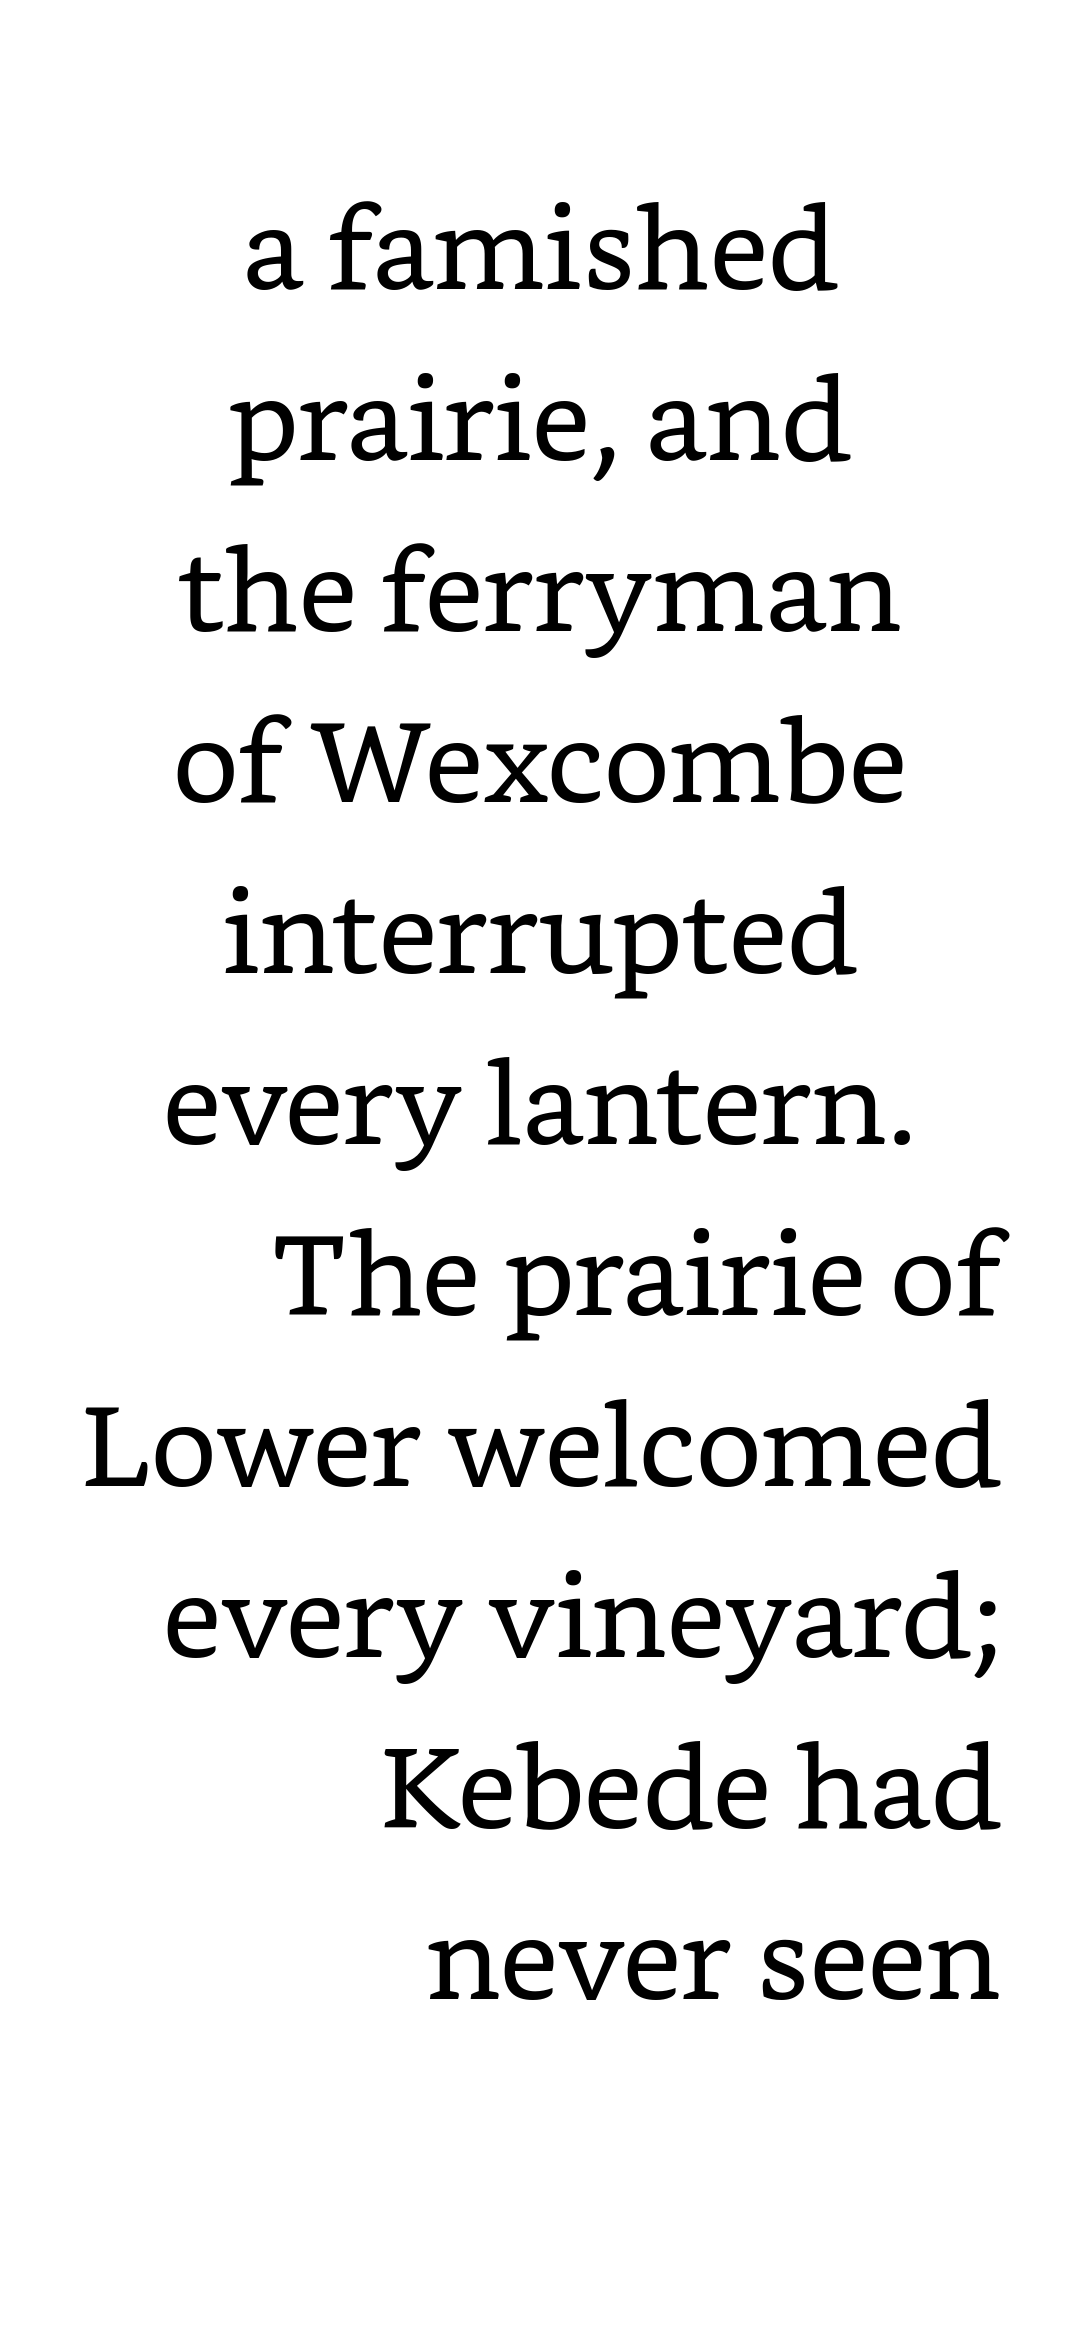 a famished
prairie, and
the ferryman
of Wexcombe
interrupted
every lantern.
The prairie of
Lower welcomed
every vineyard;
Kebede had
never seen